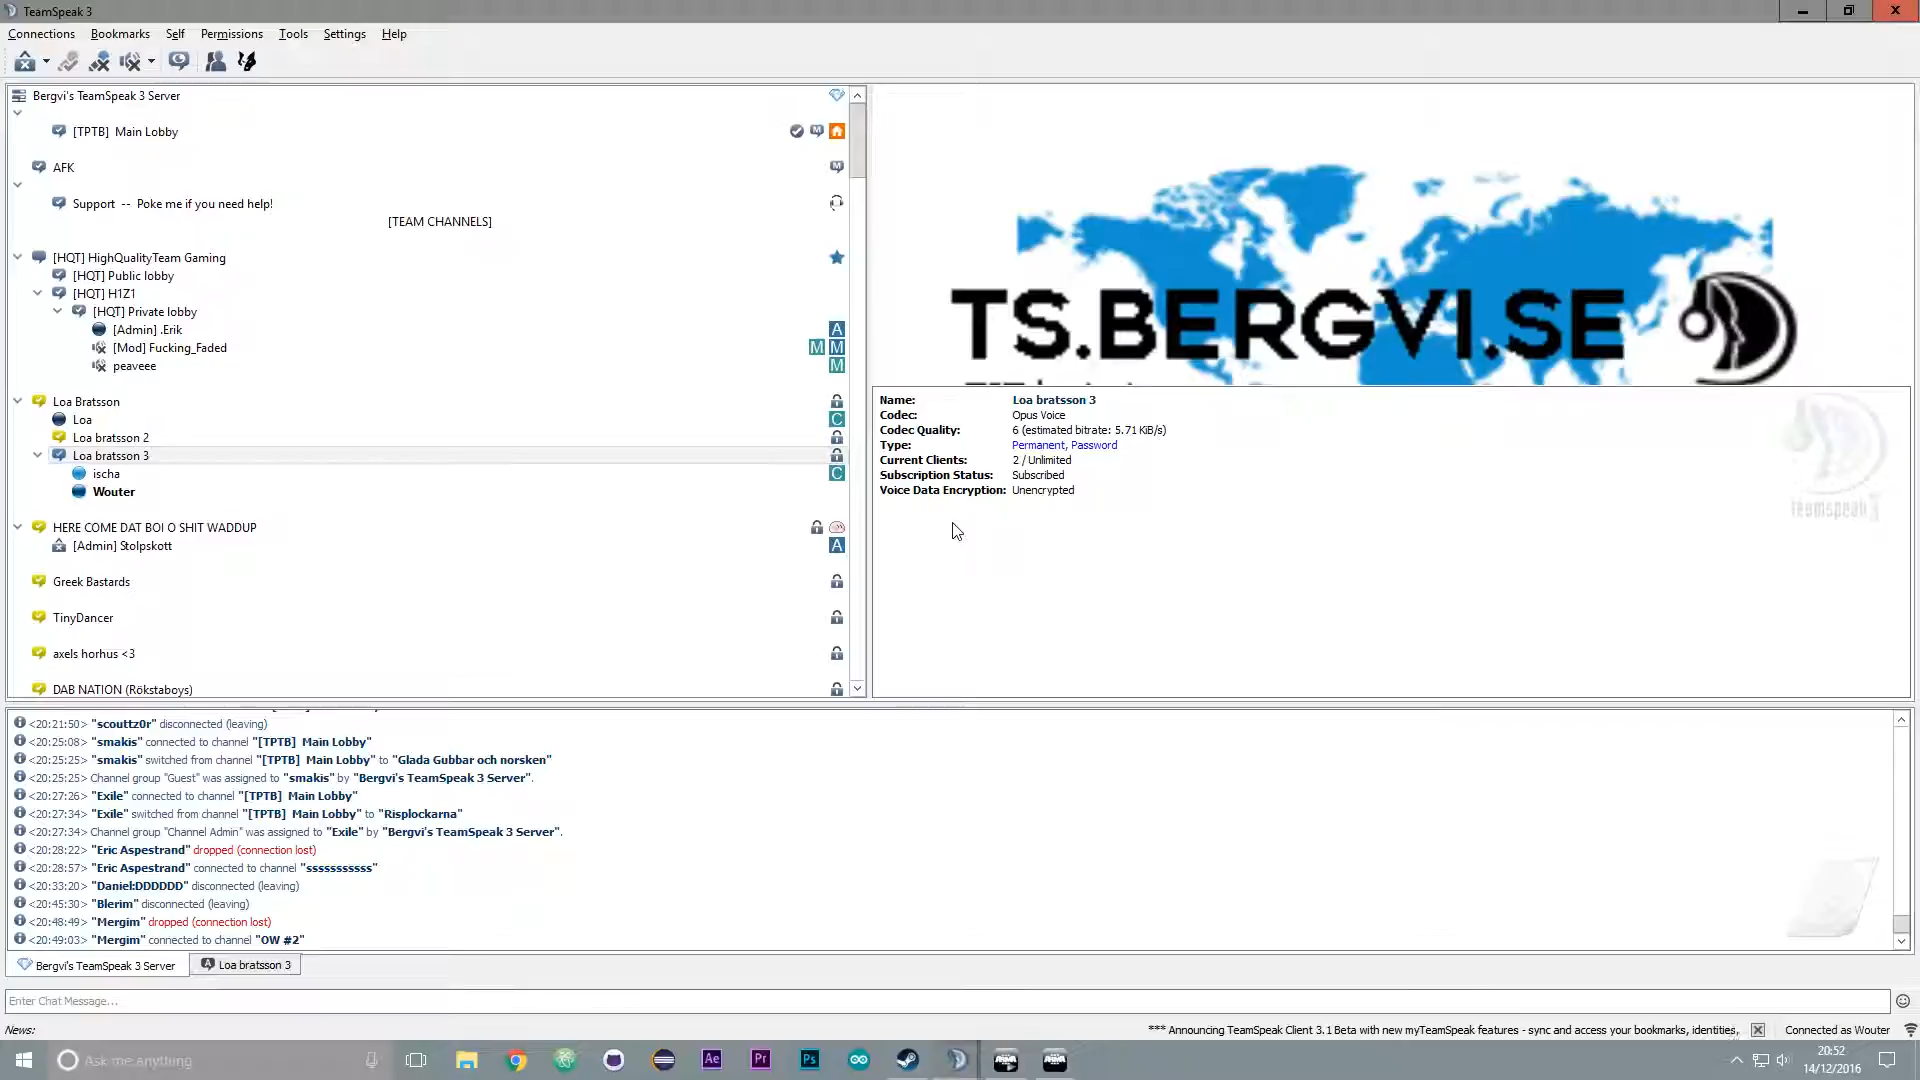 TeamSpeak 3
Connections Bookmarks Self Permissions Tools Settings Help
Bergvi's TeamSpeak 3 Server
[TPTB] Main Lobby
AFK
Support -- Poke me if you need help!
[TEAM CHANNELS]
[HQT] HighQualityTeam Gaming
[HQT] Public lobby
[HQT] H1Z1
[HQT] Private lobby
[Admin] .Erik
[Mod] Fucking_Faded
peaveee
Loa Bratsson
Loa
Loa bratsson 2
Loa bratsson 3
ischa
Wouter
HERE COME DAT BOI O SHIT WADDUP
[Admin] Stolpskott
Greek Bastards
TinyDancer
axels horhus <3
DAB NATION (Rökstaboys)
TS.BERGVI.SE
Name: Loa bratsson 3
Codec: Opus Voice
Codec Quality: 6 (estimated bitrate: 5.71 KiB/s)
Type: Permanent, Password
Current Clients: 2 / Unlimited
Subscription Status: Subscribed
Voice Data Encryption: Unencrypted
teamspeak 3
<20:21:50> "scouttz0r" disconnected (leaving)
<20:25:08> "smakis" connected to channel "[TPTB] Main Lobby"
<20:25:25> "smakis" switched from channel "[TPTB] Main Lobby" to "Glada Gubbar och norsken"
<20:25:25> Channel group "Guest" was assigned to "smakis" by "Bergvi's TeamSpeak 3 Server".
<20:27:26> "Exile" connected to channel "[TPTB] Main Lobby"
<20:27:34> "Exile" switched from channel "[TPTB] Main Lobby" to "Risplockarna"
<20:27:34> Channel group "Channel Admin" was assigned to "Exile" by "Bergvi's TeamSpeak 3 Server".
<20:28:22> "Eric Aspestrand" dropped (connection lost)
<20:28:57> "Eric Aspestrand" connected to channel "sssssssssss"
<20:33:20> "Daniel:DDDDDD" disconnected (leaving)
<20:45:30> "Blerim" disconnected (leaving)
<20:48:49> "Mergim" dropped (connection lost)
<20:49:03> "Mergim" connected to channel "OW #2"
Bergvi's TeamSpeak 3 Server
Loa bratsson 3
Enter Chat Message...
News: *** Announcing TeamSpeak Client 3.1 Beta with new myTeamSpeak features - sync and access your bookmarks, identities, Connected as Wouter
Ask me anything
Ae Pr Ps
20:52
14/12/2016